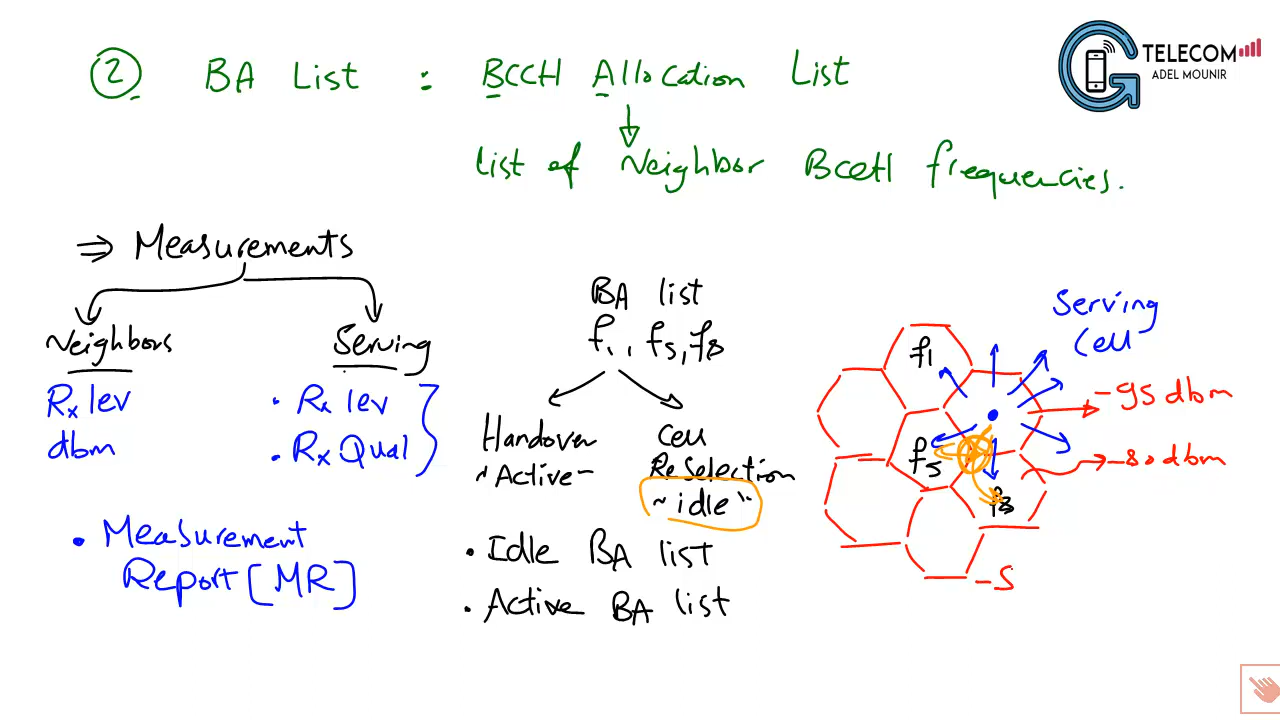 ② BA List : BCCH Allocation List
list of Neighbor BCCH frequencies.
TELECOM
ADEL MOUNIR
⇒ Measurements
Neighbors
Rx lev
dbm
Serving
• Rx lev
• Rx Qual
• Measurement
Report [MR]
BA list
f1, f5, f8
Handover
"Active"
Cell
ReSelection
"idle"
• Idle BA list
• Active BA list
Serving
Cell
f1
f5
f8
-95 dbm
-80 dbm
-5